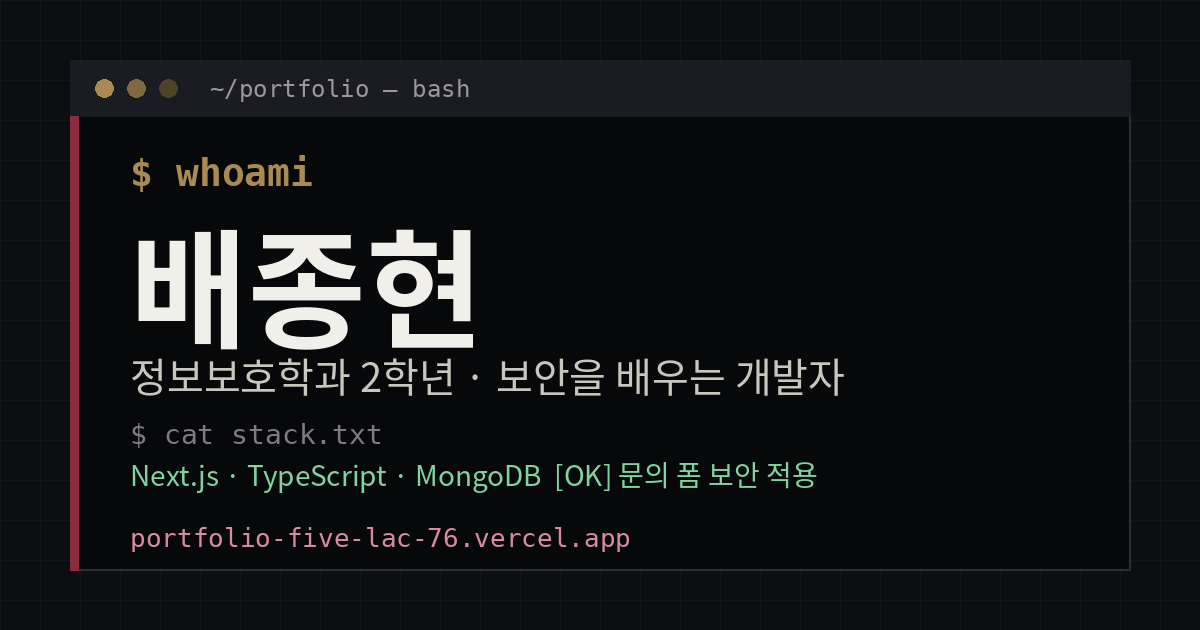 ~/portfolio — bash
$ whoami
배종현
정보보호학과 2학년 · 보안을 배우는 개발자
$ cat stack.txt
Next.js · TypeScript · MongoDB [OK] 문의 폼 보안 적용
portfolio-five-lac-76.vercel.app